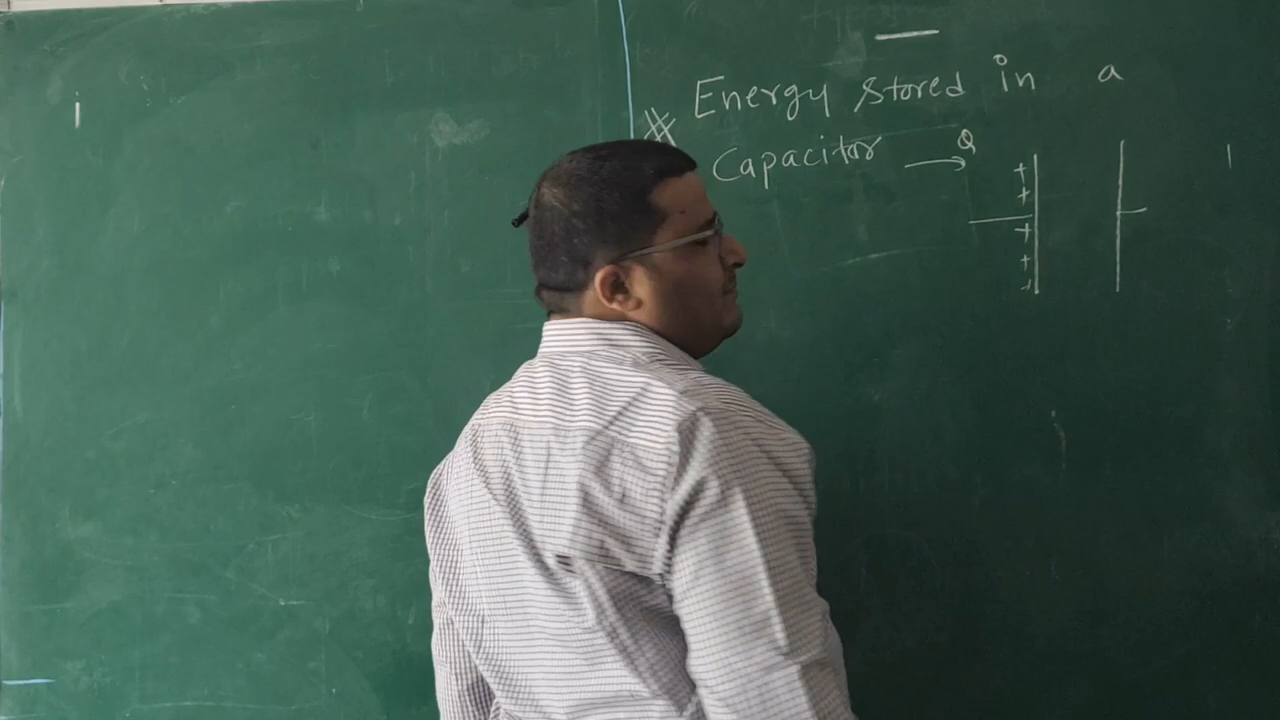 # Energy Stored in a
Capacitor → Q
+
+
+
+
+